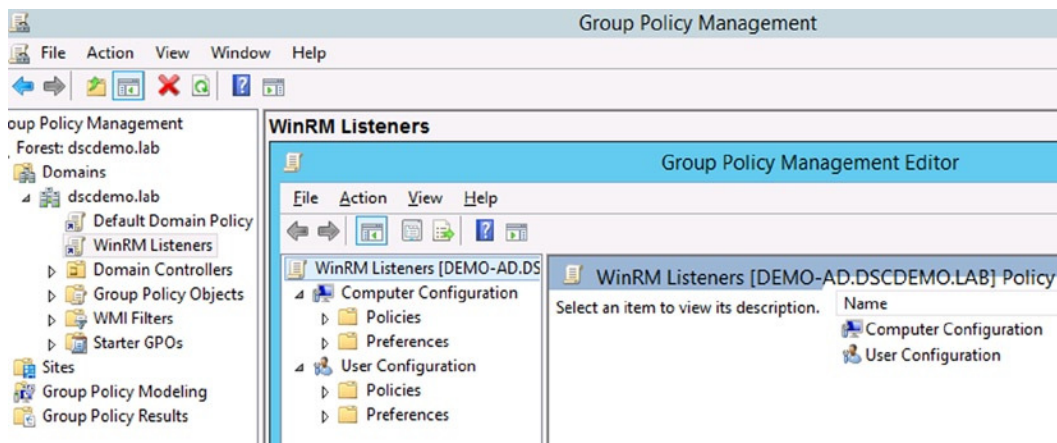 Group Policy Management
File Action View Window Help
oup Policy Management
Forest: dscdemo.lab
Domains
dscdemo.lab
Default Domain Policy
WinRM Listeners
Domain Controllers
Group Policy Objects
WMI Filters
Starter GPOs
Sites
Group Policy Modeling
Group Policy Results
WinRM Listeners
Group Policy Management Editor
File Action View Help
WinRM Listeners [DEMO-AD.DS
Computer Configuration
Policies
Preferences
User Configuration
Policies
Preferences
WinRM Listeners [DEMO-AD.DSCDEMO.LAB] Policy
Select an item to view its description.
Name
Computer Configuration
User Configuration